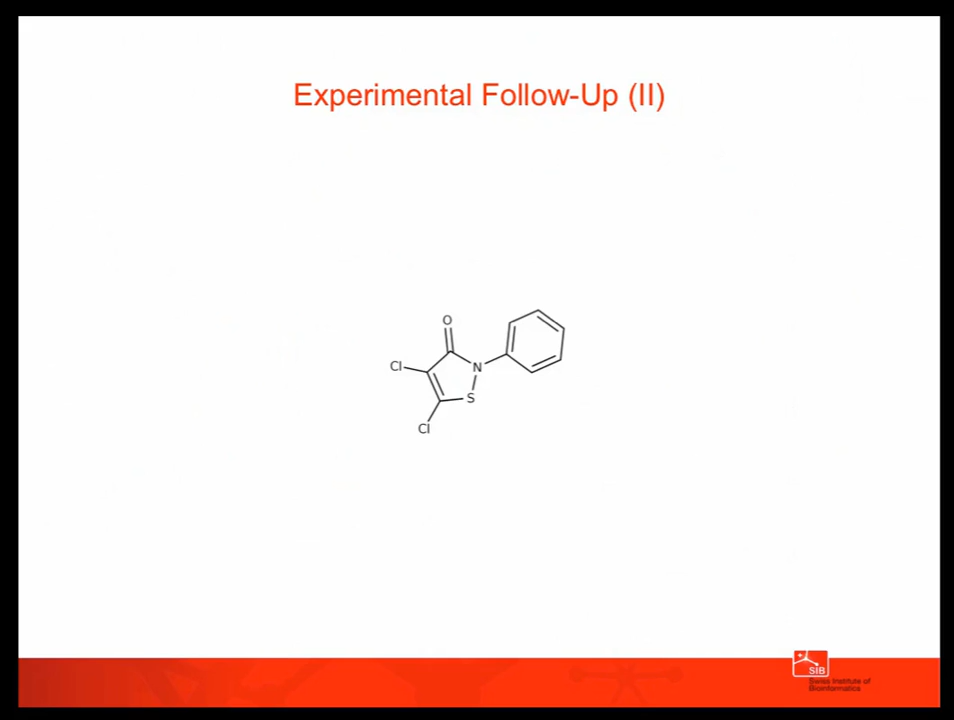 Experimental Follow-Up (II)
O
Cl
N
S
Cl
SIB
Swiss Institute of
Bioinformatics